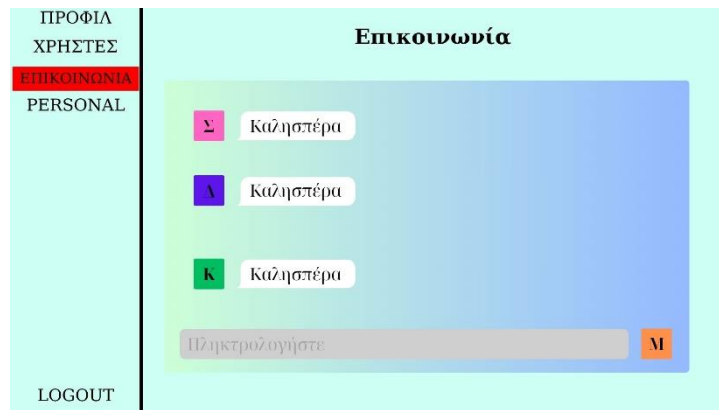 ΠΡΟΦΙΛ
ΧΡΗΣΤΕΣ
ΕΠΙΚΟΙΝΩΝΙΑ
PERSONAL
LOGOUT
Επικοινωνία
Σ Καλησπέρα
Δ Καλησπέρα
Κ Καλησπέρα
Πληκτρολογήστε Μ